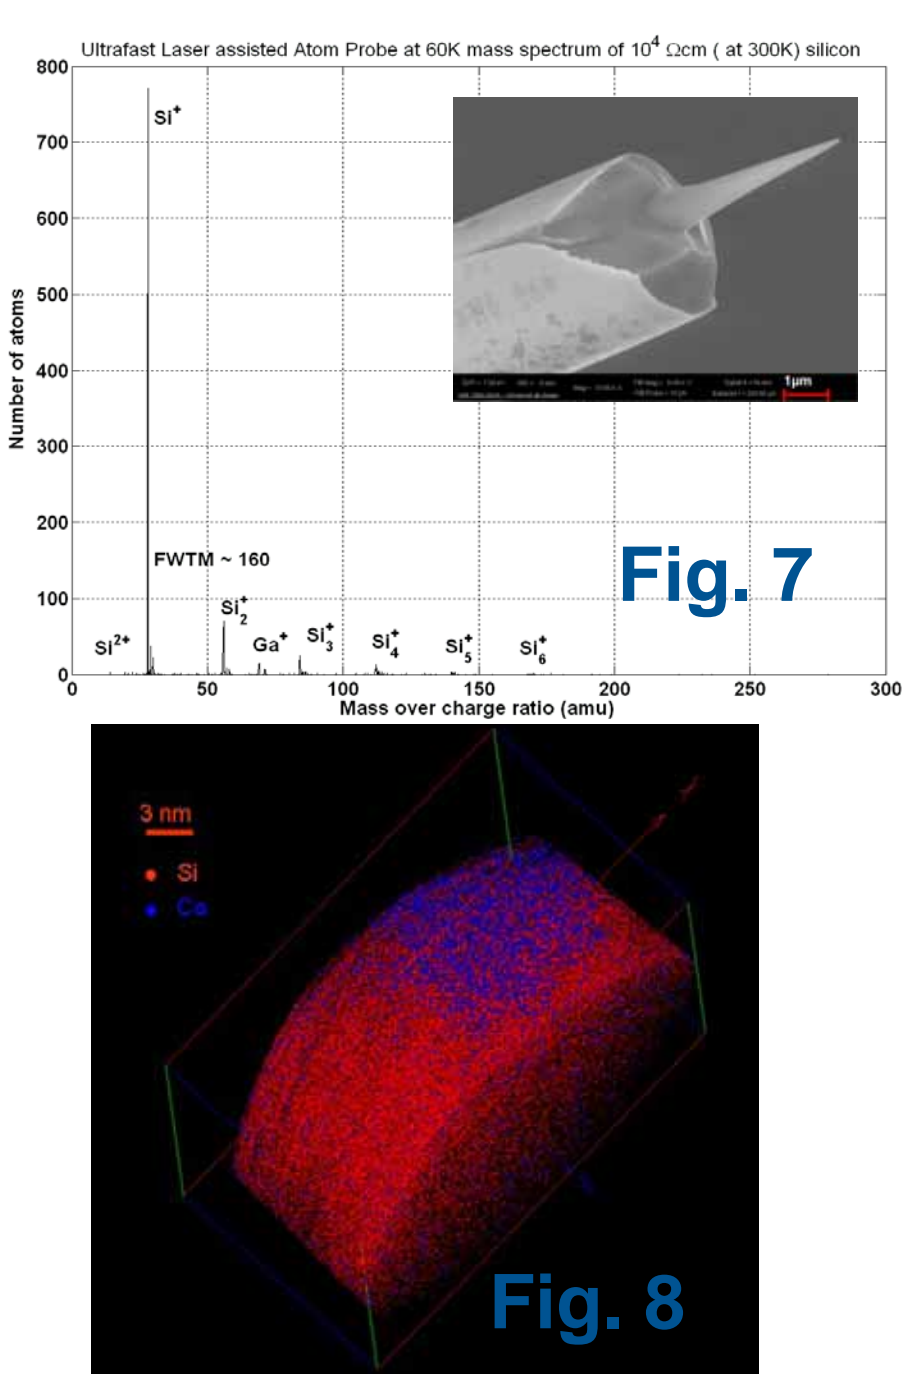 Ultrafast Laser assisted Atom Probe at 60K mass spectrum of 10⁴ Ωcm ( at 300K) silicon
800
700
600
500
400
300
200
100
0
Number of atoms
Si⁺
FWTM ~ 160
Si²⁺
Si₂⁺
Ga⁺
Si₃⁺
Si₄⁺
Si₅⁺
Si₆⁺
1µm
Fig. 7
0 50 100 150 200 250 300
Mass over charge ratio (amu)
3 nm
Si
Co
Fig. 8